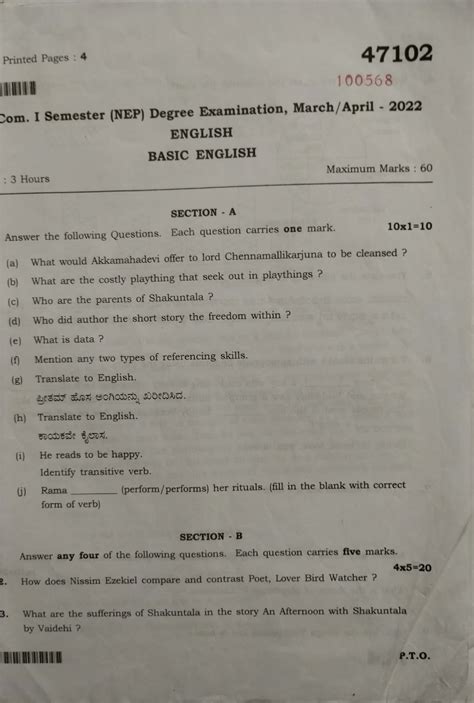 Printed Pages : 4
47102
100568
Com. I Semester (NEP) Degree Examination, March/April - 2022
ENGLISH
BASIC ENGLISH
: 3 Hours
Maximum Marks : 60
SECTION - A
Answer the following Questions. Each question carries one mark. 10x1=10
(a) What would Akkamahadevi offer to lord Chennamallikarjuna to be cleansed ?
(b) What are the costly plaything that seek out in playthings ?
(c) Who are the parents of Shakuntala ?
(d) Who did author the short story the freedom within ?
(e) What is data ?
(f) Mention any two types of referencing skills.
(g) Translate to English.
ಪ್ರೀತಮ್ ಹೊಸ ಅಂಗಿಯನ್ನು ಖರೀದಿಸಿದ.
(h) Translate to English.
ಕಾಯಕವೇ ಕೈಲಾಸ.
(i) He reads to be happy.
Identify transitive verb.
(j) Rama ________ (perform/performs) her rituals. (fill in the blank with correct
form of verb)
SECTION - B
Answer any four of the following questions. Each question carries five marks.
4x5=20
2. How does Nissim Ezekiel compare and contrast Poet, Lover Bird Watcher ?
3. What are the sufferings of Shakuntala in the story An Afternoon with Shakuntala
by Vaidehi ?
P.T.O.